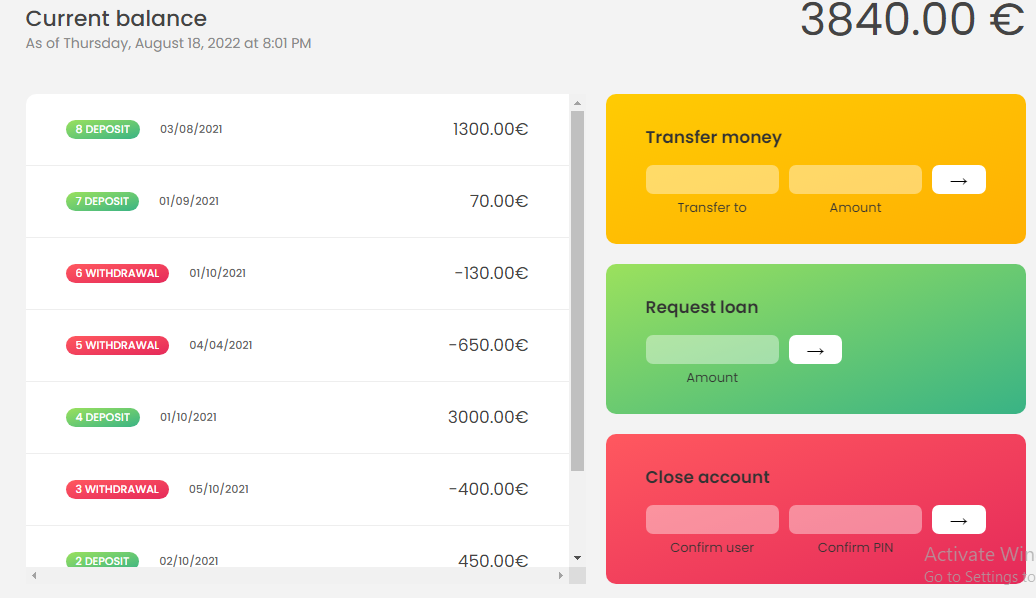 Current balance
As of Thursday, August 18, 2022 at 8:01 PM
3840.00 €
8 DEPOSIT 03/08/2021 1300.00€
7 DEPOSIT 01/09/2021 70.00€
6 WITHDRAWAL 01/10/2021 -130.00€
5 WITHDRAWAL 04/04/2021 -650.00€
4 DEPOSIT 01/10/2021 3000.00€
3 WITHDRAWAL 05/10/2021 -400.00€
2 DEPOSIT 02/10/2021 450.00€
Transfer money
→
Transfer to Amount
Request loan
→
Amount
Close account
→
Confirm user Confirm PIN
Activate Win
Go to Settings to